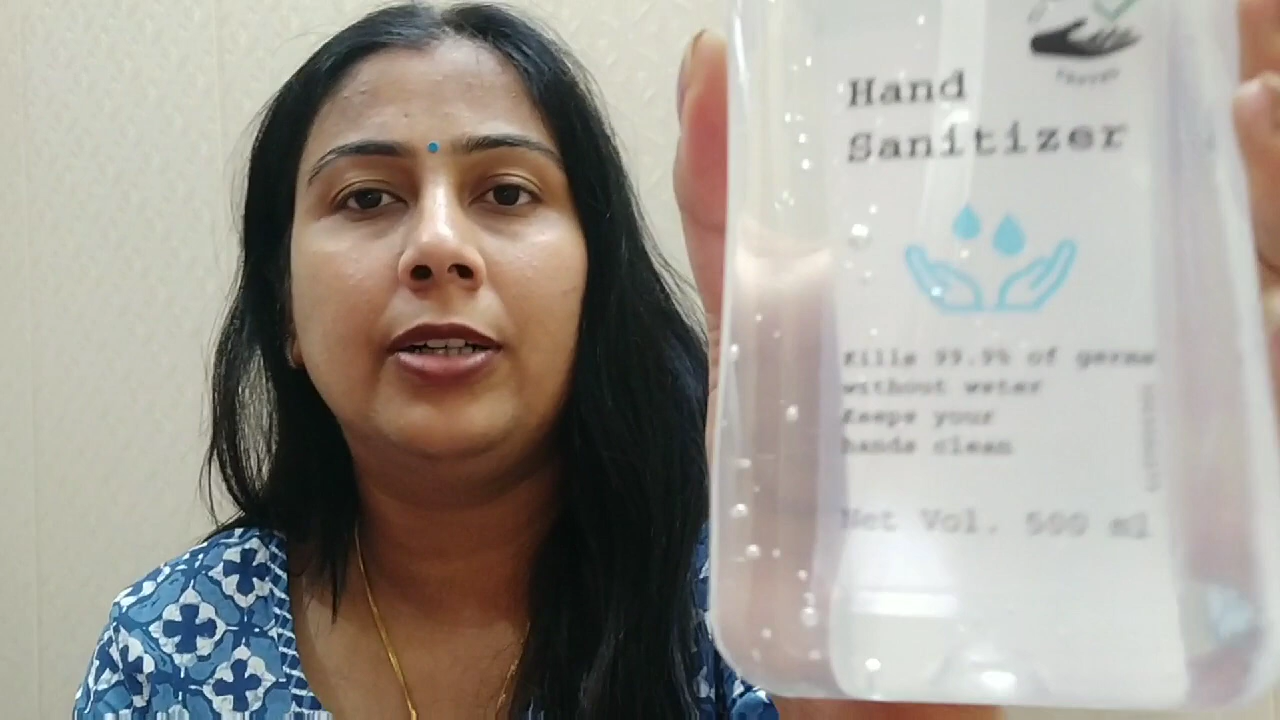 Hand
Sanitizer
Kills 99.9% of germs
without water
Keeps your
hands clean
Net Vol. 500 ml